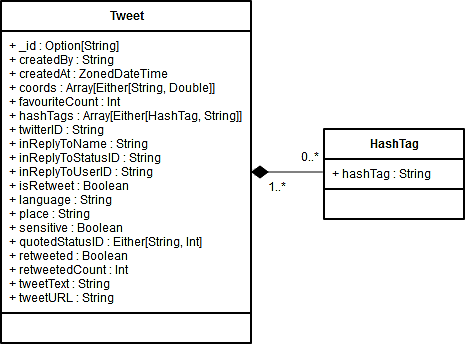 Tweet
+ _id : Option[String]
+ createdBy : String
+ createdAt : ZonedDateTime
+ coords : Array[Either[String, Double]]
+ favouriteCount : Int
+ hashTags : Array[Either[HashTag, String]]
+ twitterID : String
+ inReplyToName : String
+ inReplyToStatusID : String
+ inReplyToUserID : String
+ isRetweet : Boolean
+ language : String
+ place : String
+ sensitive : Boolean
+ quotedStatusID : Either[String, Int]
+ retweeted : Boolean
+ retweetedCount : Int
+ tweetText : String
+ tweetURL : String
1..*
0..*
HashTag
+ hashTag : String